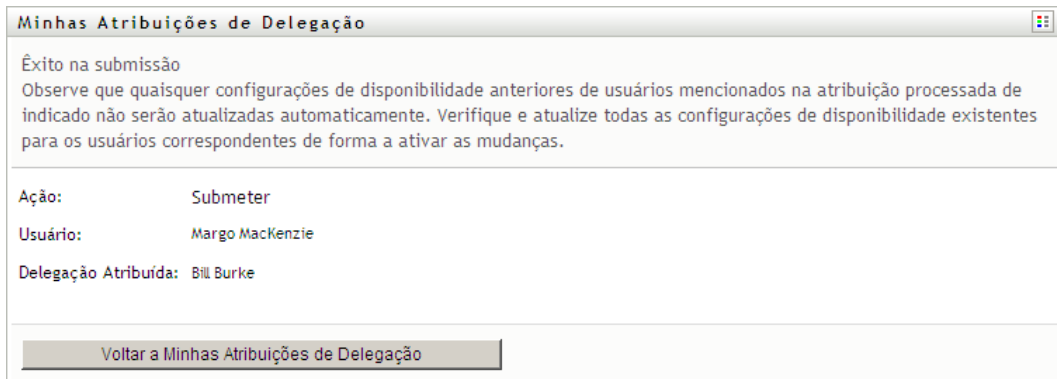 Minhas Atribuições de Delegação
Êxito na submissão
Observe que quaisquer configurações de disponibilidade anteriores de usuários mencionados na atribuição processada de
indicado não serão atualizadas automaticamente. Verifique e atualize todas as configurações de disponibilidade existentes
para os usuários correspondentes de forma a ativar as mudanças.
Ação: Submeter
Usuário: Margo MacKenzie
Delegação Atribuída: Bill Burke
Voltar a Minhas Atribuições de Delegação